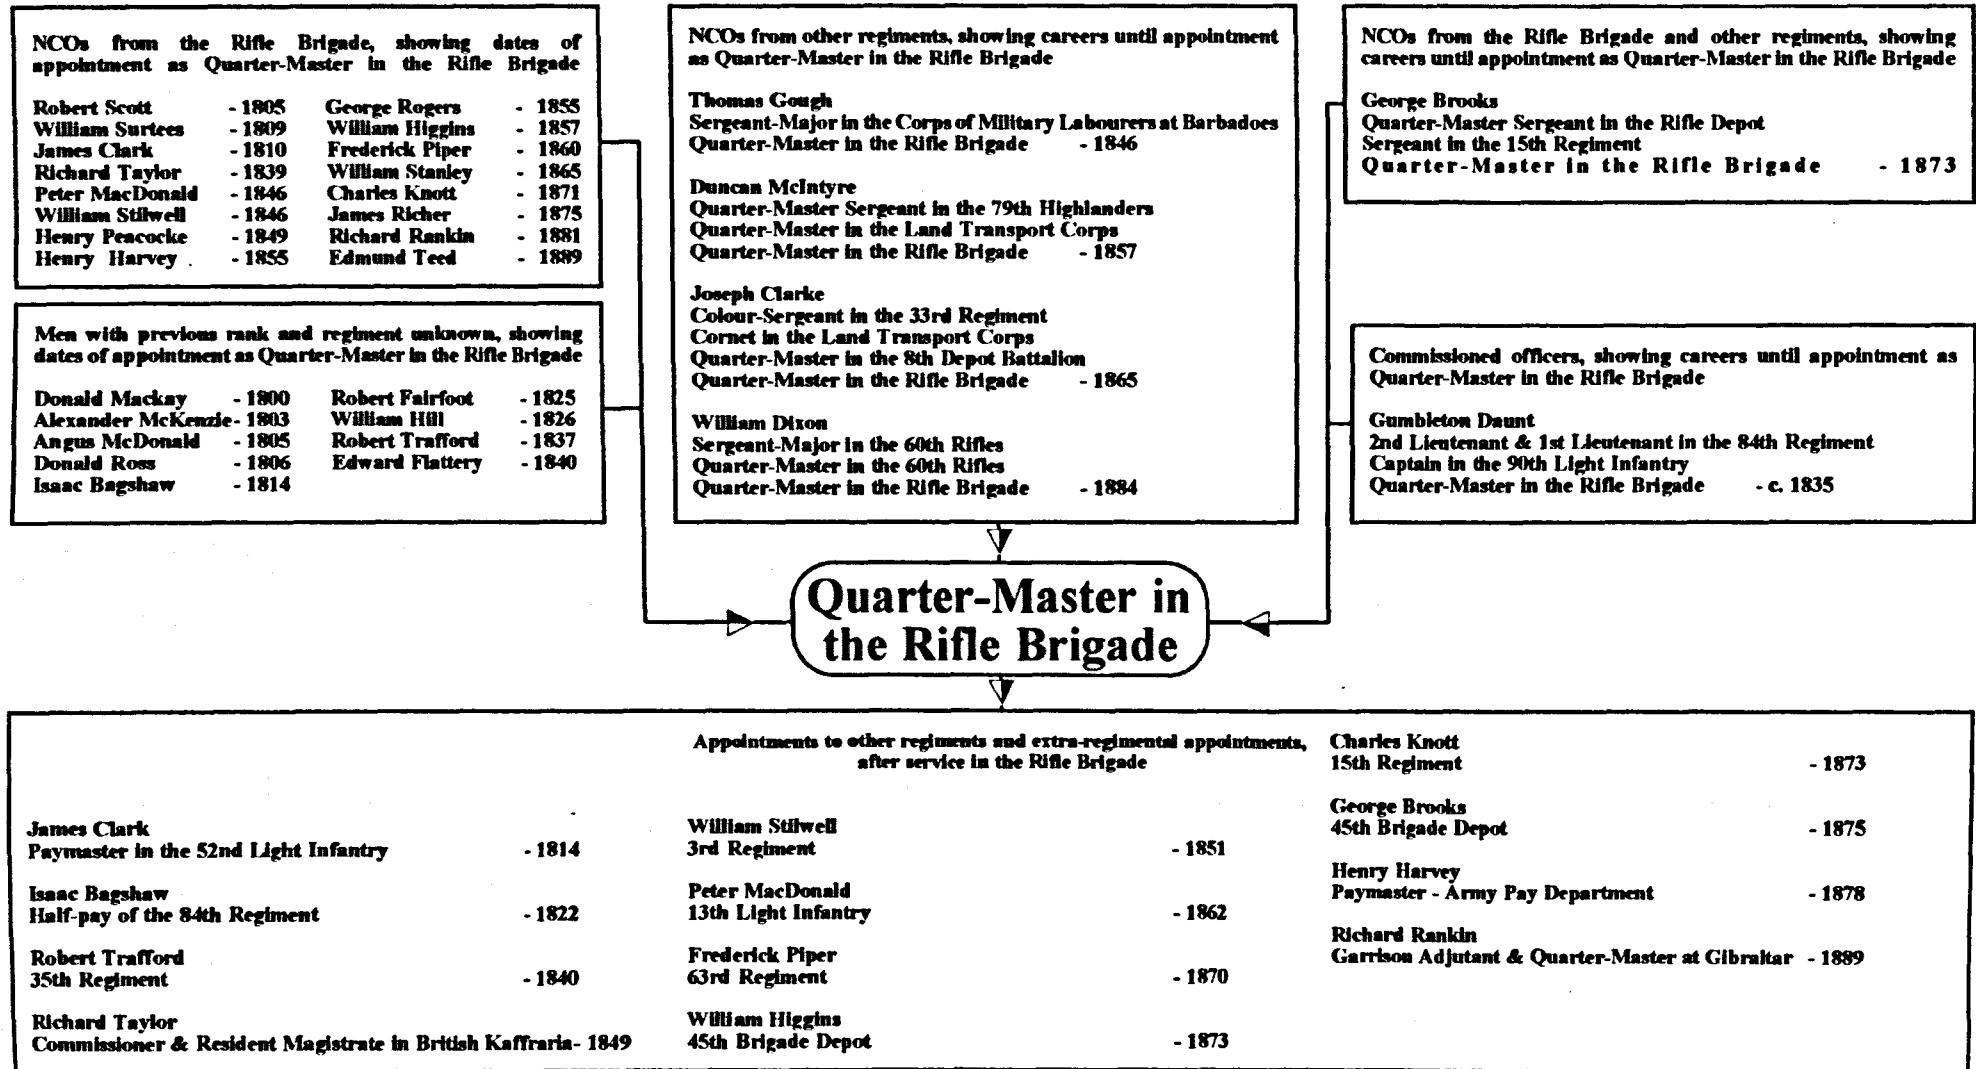 NCOs from the Rifle Brigade, showing dates of
appointment as Quarter-Master in the Rifle Brigade
Robert Scott - 1805 George Rogers - 1855
William Surtees - 1809 William Higgins - 1857
James Clark - 1810 Frederick Piper - 1860
Richard Taylor - 1839 William Stanley - 1865
Peter MacDonald - 1846 Charles Knott - 1871
William Stilwell - 1846 James Richer - 1875
Henry Peacocke - 1849 Richard Rankin - 1881
Henry Harvey - 1855 Edmund Teed - 1889
Men with previous rank and regiment unknown, showing
dates of appointment as Quarter-Master in the Rifle Brigade
Donald Mackay - 1800 Robert Fairfoot - 1825
Alexander McKenzie - 1803 William Hill - 1826
Angus McDonald - 1805 Robert Trafford - 1837
Donald Ross - 1806 Edward Flattery - 1840
Isaac Bagshaw - 1814
NCOs from other regiments, showing careers until appointment
as Quarter-Master in the Rifle Brigade
Thomas Gough
Sergeant-Major in the Corps of Military Labourers at Barbadoes
Quarter-Master in the Rifle Brigade - 1846
Duncan McIntyre
Quarter-Master Sergeant in the 79th Highlanders
Quarter-Master in the Land Transport Corps
Quarter-Master in the Rifle Brigade - 1857
Joseph Clarke
Colour-Sergeant in the 33rd Regiment
Cornet in the Land Transport Corps
Quarter-Master in the 8th Depot Battalion
Quarter-Master in the Rifle Brigade - 1865
William Dixon
Sergeant-Major in the 60th Rifles
Quarter-Master in the 60th Rifles
Quarter-Master in the Rifle Brigade - 1884
NCOs from the Rifle Brigade and other regiments, showing
careers until appointment as Quarter-Master in the Rifle Brigade
George Brooks
Quarter-Master Sergeant in the Rifle Depot
Sergeant in the 15th Regiment
Quarter-Master in the Rifle Brigade - 1873
Commissioned officers, showing careers until appointment as
Quarter-Master in the Rifle Brigade
Gumbleton Daunt
2nd Lieutenant & 1st Lieutenant in the 84th Regiment
Captain in the 90th Light Infantry
Quarter-Master in the Rifle Brigade - c. 1835
Quarter-Master in
the Rifle Brigade
Appointments to other regiments and extra-regimental appointments,
after service in the Rifle Brigade
James Clark
Paymaster in the 52nd Light Infantry - 1814
Isaac Bagshaw
Half-pay of the 84th Regiment - 1822
Robert Trafford
35th Regiment - 1840
Richard Taylor
Commissioner & Resident Magistrate in British Kaffraria- 1849
William Stilwell
3rd Regiment - 1851
Peter MacDonald
13th Light Infantry - 1862
Frederick Piper
63rd Regiment - 1870
William Higgins
45th Brigade Depot - 1873
Charles Knott
15th Regiment - 1873
George Brooks
45th Brigade Depot - 1875
Henry Harvey
Paymaster - Army Pay Department - 1878
Richard Rankin
Garrison Adjutant & Quarter-Master at Gibraltar - 1889